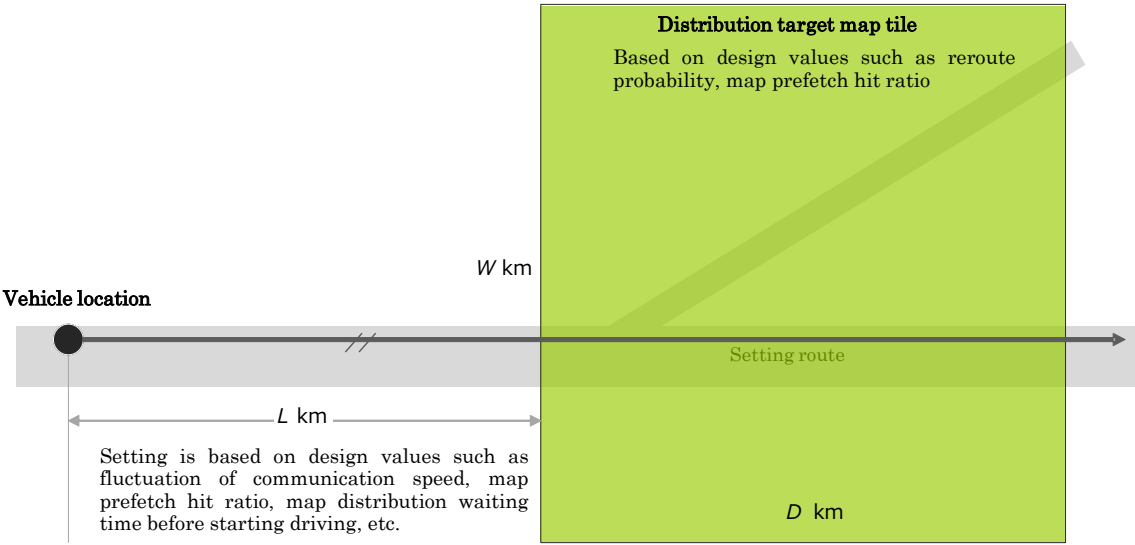 Distribution target map tile
Based on design values such as reroute
probability, map prefetch hit ratio
W km
Vehicle location
Setting route
L km
Setting is based on design values such as
fluctuation of communication speed, map
prefetch hit ratio, map distribution waiting
time before starting driving, etc.
D km